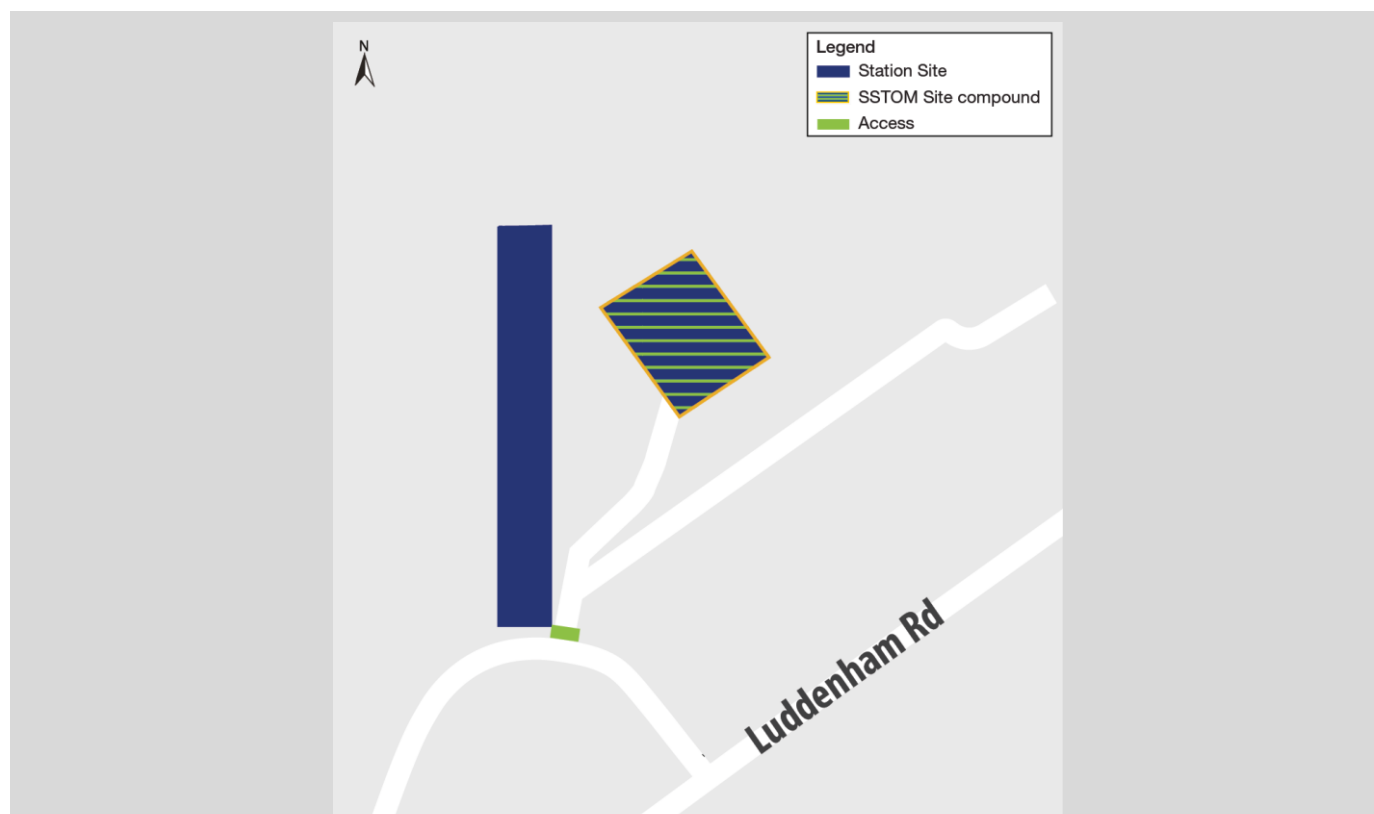 N
Legend
Station Site
SSTOM Site compound
Access
Luddenham Rd